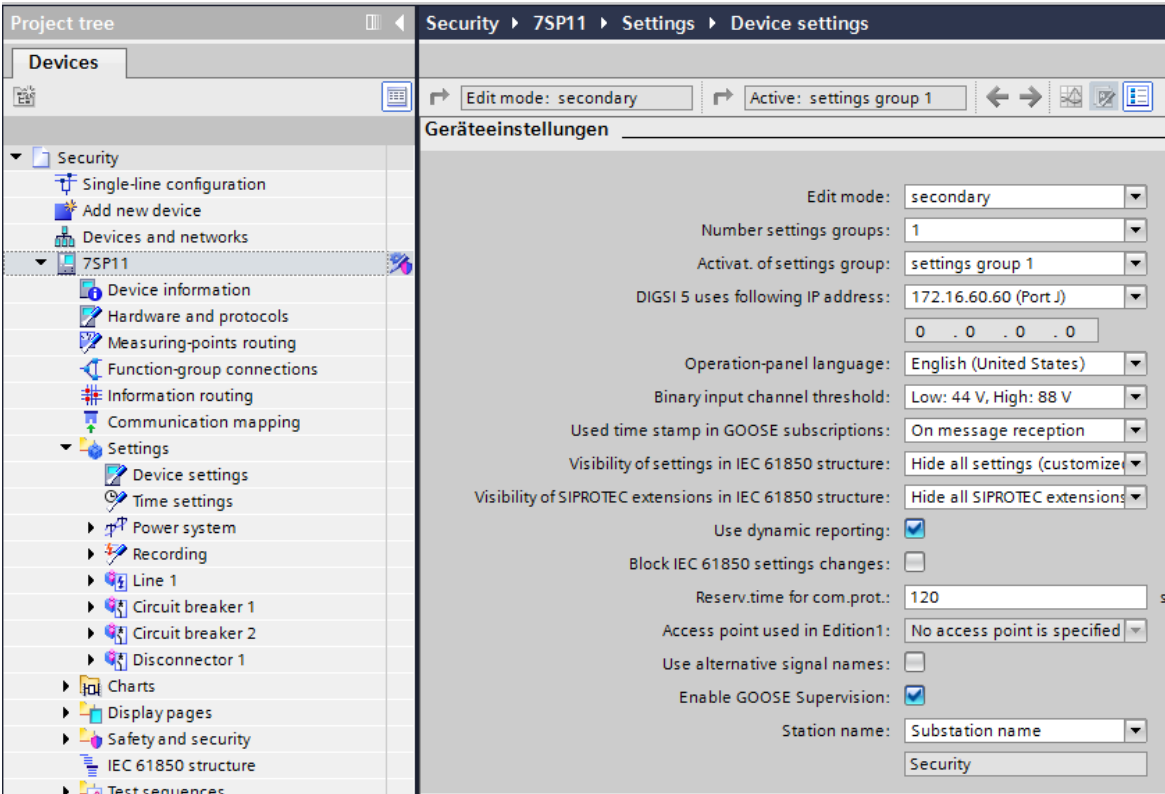 Project tree
Devices
Security
Single-line configuration
Add new device
Devices and networks
7SP11
Device information
Hardware and protocols
Measuring-points routing
Function-group connections
Information routing
Communication mapping
Settings
Device settings
Time settings
Power system
Recording
Line 1
Circuit breaker 1
Circuit breaker 2
Disconnector 1
Charts
Display pages
Safety and security
IEC 61850 structure
Test sequences
Security 7SP11 Settings Device settings
Edit mode: secondary Active: settings group 1
Geräteeinstellungen
Edit mode: secondary
Number settings groups: 1
Activat. of settings group: settings group 1
DIGSI 5 uses following IP address: 172.16.60.60 (Port J)
0 . 0 . 0 . 0
Operation-panel language: English (United States)
Binary input channel threshold: Low: 44 V, High: 88 V
Used time stamp in GOOSE subscriptions: On message reception
Visibility of settings in IEC 61850 structure: Hide all settings (customize
Visibility of SIPROTEC extensions in IEC 61850 structure: Hide all SIPROTEC extensions
Use dynamic reporting:
Block IEC 61850 settings changes:
Reserv.time for com.prot.: 120 s
Access point used in Edition1: No access point is specified
Use alternative signal names:
Enable GOOSE Supervision:
Station name: Substation name
Security